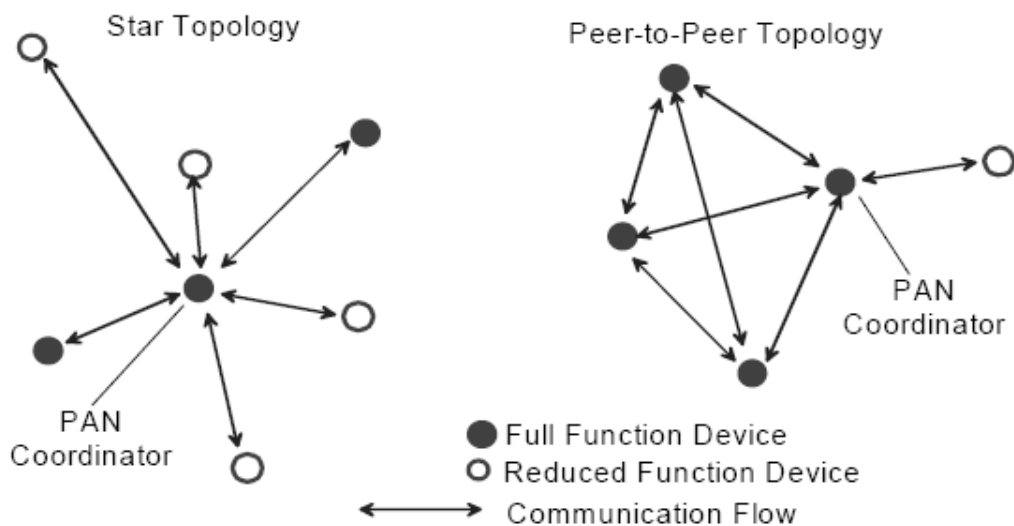 Star Topology
Peer-to-Peer Topology
PAN
Coordinator
PAN
Coordinator
Full Function Device
Reduced Function Device
Communication Flow